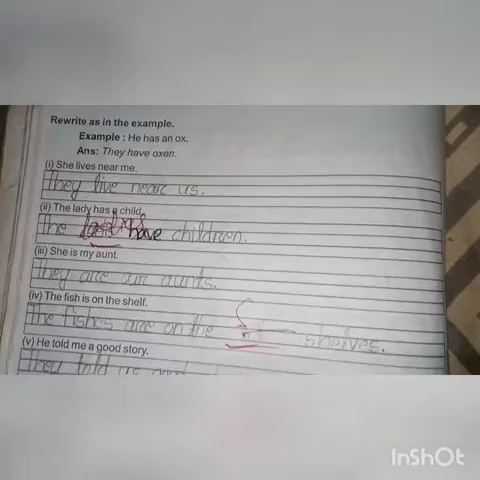 Rewrite as in the example.
Example : He has an ox.
Ans: They have oxen.
(i) She lives near me.
They live near us.
(ii) The lady has a child.
The have children.
(iii) She is my aunt.
They are our aunts.
(iv) The fish is on the shelf.
The fishes are on the shelves.
(v) He told me a good story.
They told us
InShOt